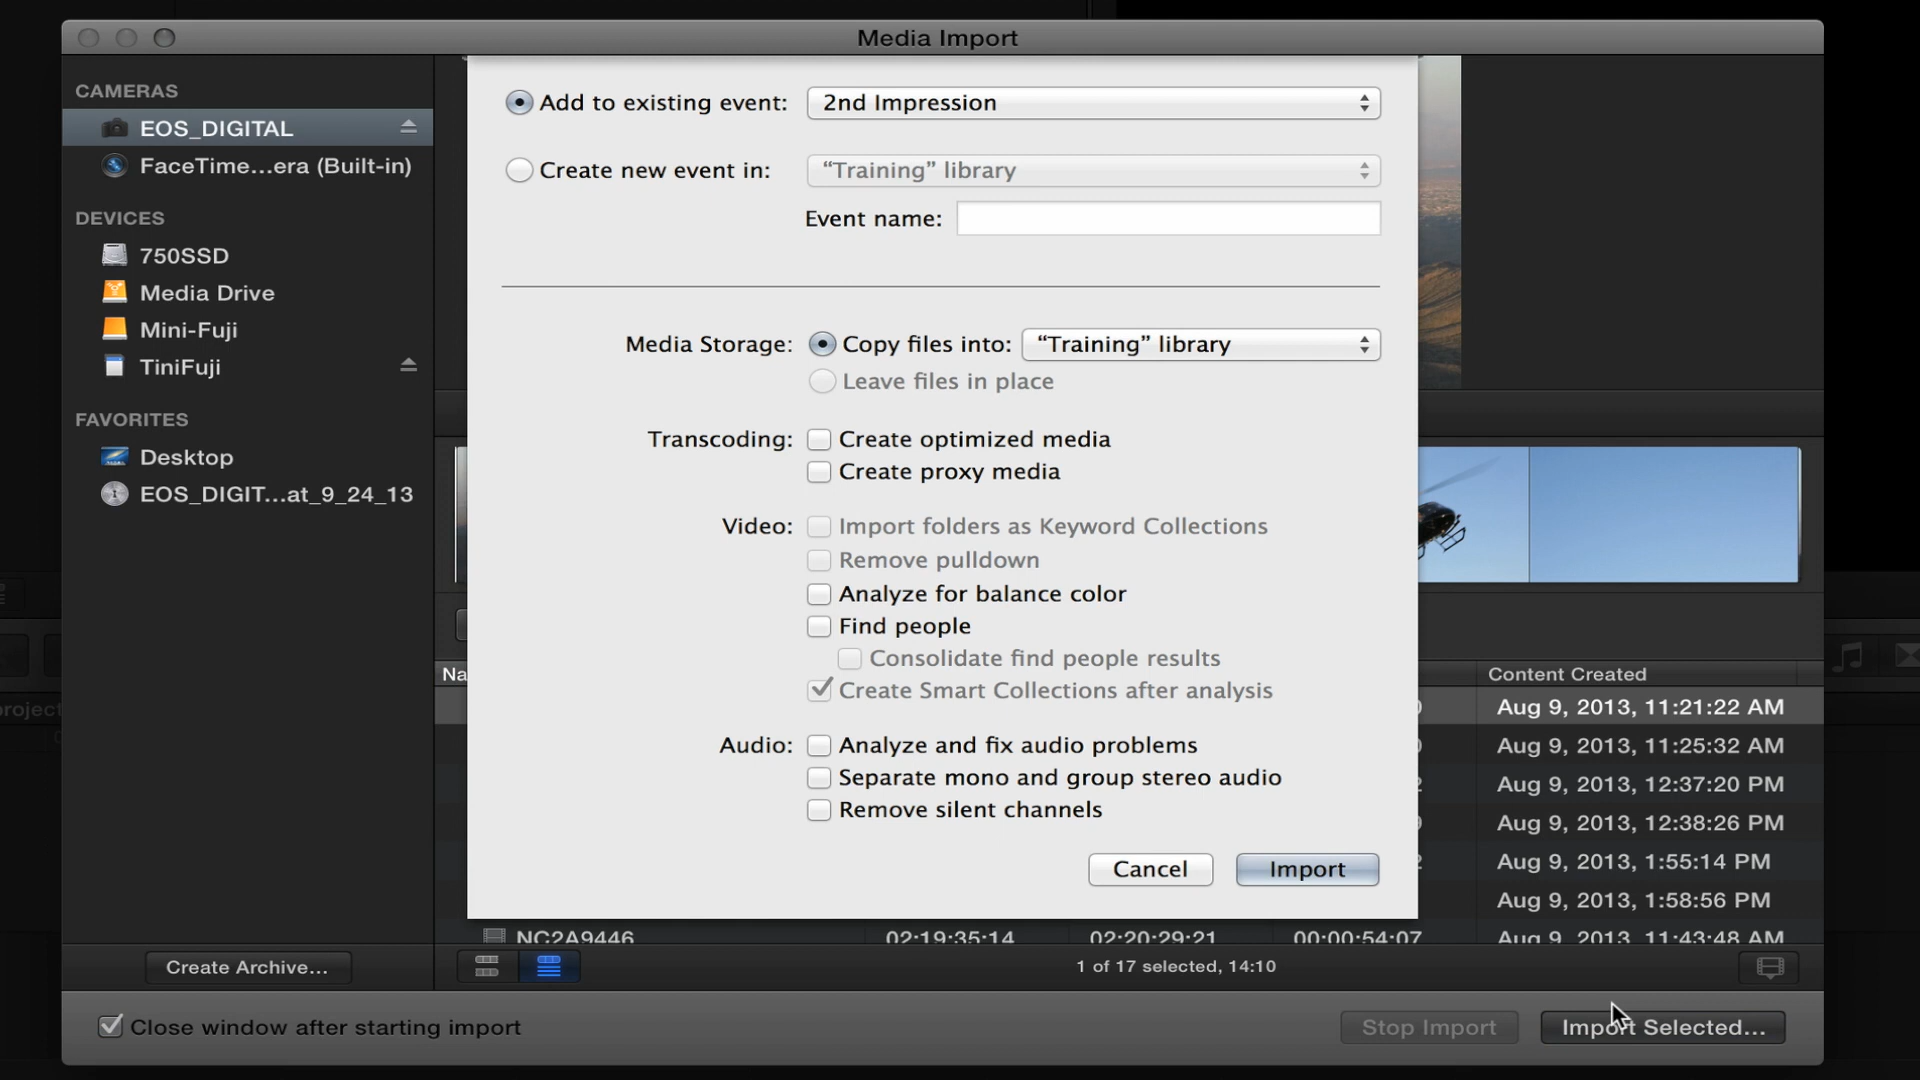 Media Import
CAMERAS
EOS_DIGITAL
FaceTime...era (Built-in)
DEVICES
750SSD
Media Drive
Mini-Fuji
TiniFuji
FAVORITES
Desktop
EOS_DIGIT...at_9_24_13
Add to existing event: 2nd Impression
Create new event in: “Training” library
Event name:
Media Storage: Copy files into: “Training” library
Leave files in place
Transcoding: Create optimized media
Create proxy media
Video: Import folders as Keyword Collections
Remove pulldown
Analyze for balance color
Find people
Consolidate find people results
Create Smart Collections after analysis
Audio: Analyze and fix audio problems
Separate mono and group stereo audio
Remove silent channels
Cancel Import
Na
Content Created
Aug 9, 2013, 11:21:22 AM
Aug 9, 2013, 11:25:32 AM
Aug 9, 2013, 12:37:20 PM
Aug 9, 2013, 12:38:26 PM
Aug 9, 2013, 1:55:14 PM
Aug 9, 2013, 1:58:56 PM
NC2A9446 02:19:35:14 02:20:29:21 00:00:54:07 Aug 9, 2013, 11:43:48 AM
Create Archive...
1 of 17 selected, 14:10
Close window after starting import
Stop Import
Import Selected...